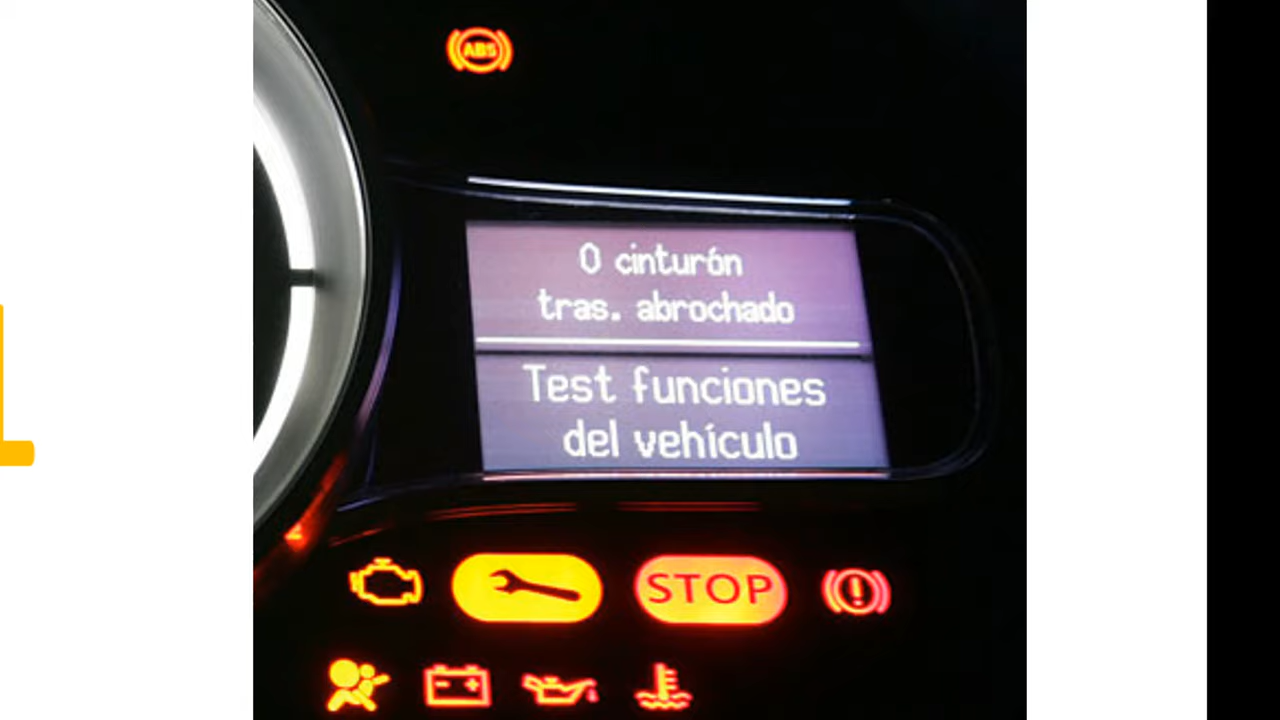 ABS
0 cinturón
tras. abrochado
Test funciones
del vehículo
STOP